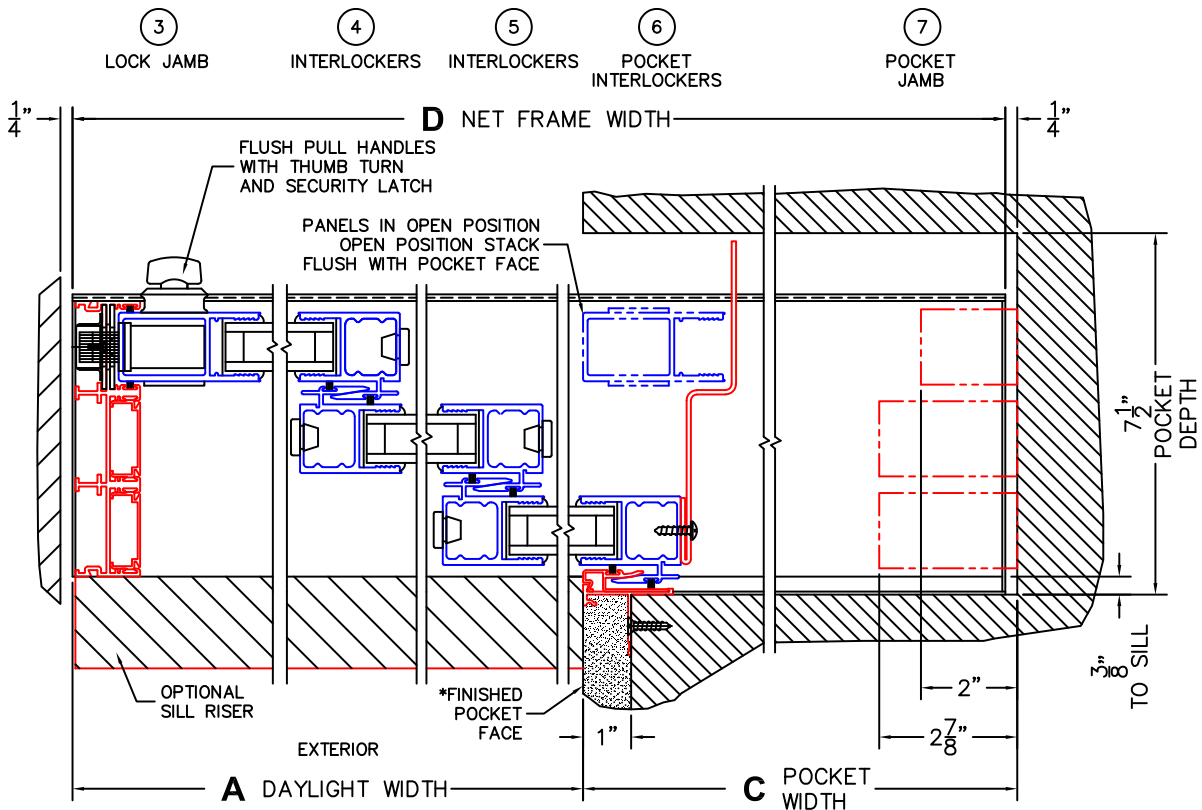 3
LOCK JAMB
4
INTERLOCKERS
5
INTERLOCKERS
6
POCKET
INTERLOCKERS
7
POCKET
JAMB
1/4"
D NET FRAME WIDTH
1/4"
FLUSH PULL HANDLES
WITH THUMB TURN
AND SECURITY LATCH
PANELS IN OPEN POSITION
OPEN POSITION STACK
FLUSH WITH POCKET FACE
7 1/2"
POCKET
DEPTH
3/8"
TO SILL
OPTIONAL
SILL RISER
*FINISHED
POCKET
FACE
2"
1"
2 7/8"
EXTERIOR
A DAYLIGHT WIDTH
C POCKET
WIDTH